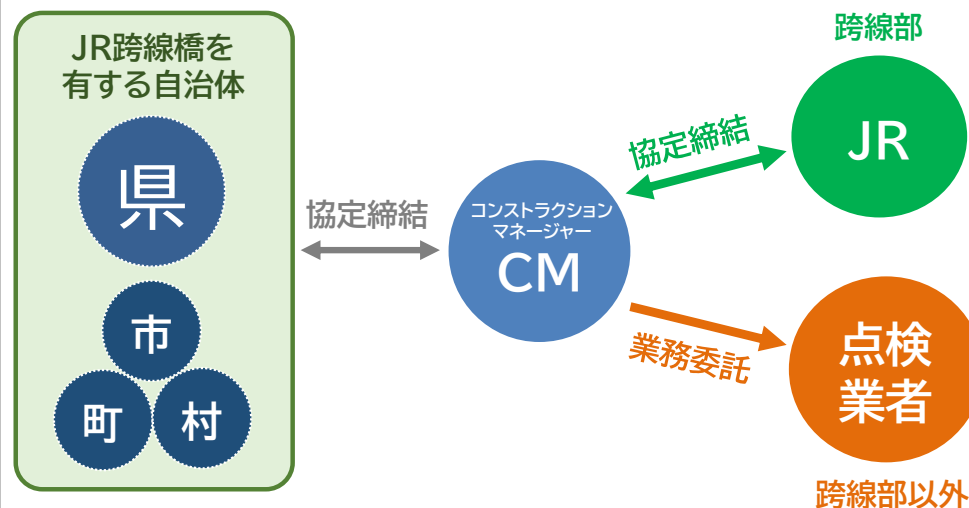 JR跨線橋を
有する自治体
県
市
町
村
協定締結
コンストラクション
マネージャー
CM
協定締結
業務委託
跨線部
JR
点検
業者
跨線部以外